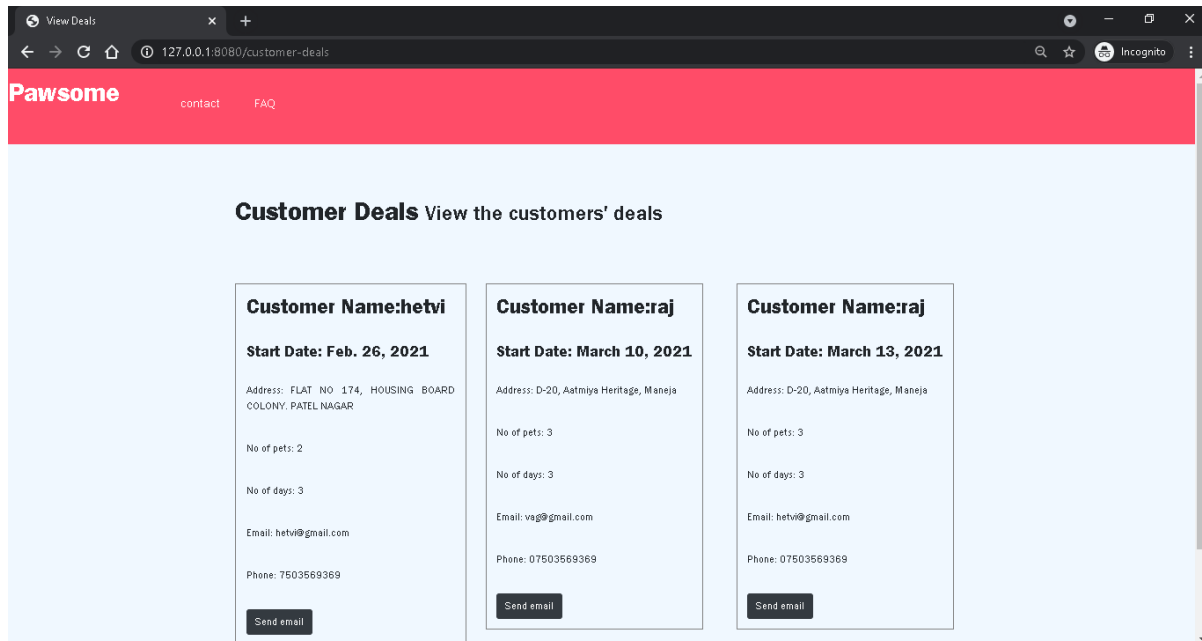 View Deals
127.0.0.1:8080/customer-deals
Incognito
Pawsome
contact
FAQ
Customer Deals View the customers' deals
Customer Name:hetvi
Start Date: Feb. 26, 2021
Address: FLAT NO 174, HOUSING BOARD
COLONY. PATEL NAGAR
No of pets: 2
No of days: 3
Email: hetvi@gmail.com
Phone: 7503569369
Send email
Customer Name:raj
Start Date: March 10, 2021
Address: D-20, Aatmiya Heritage, Maneja
No of pets: 3
No of days: 3
Email: vag@gmail.com
Phone: 07503569369
Send email
Customer Name:raj
Start Date: March 13, 2021
Address: D-20, Aatmiya Heritage, Maneja
No of pets: 3
No of days: 3
Email: hetvi@gmail.com
Phone: 07503569369
Send email